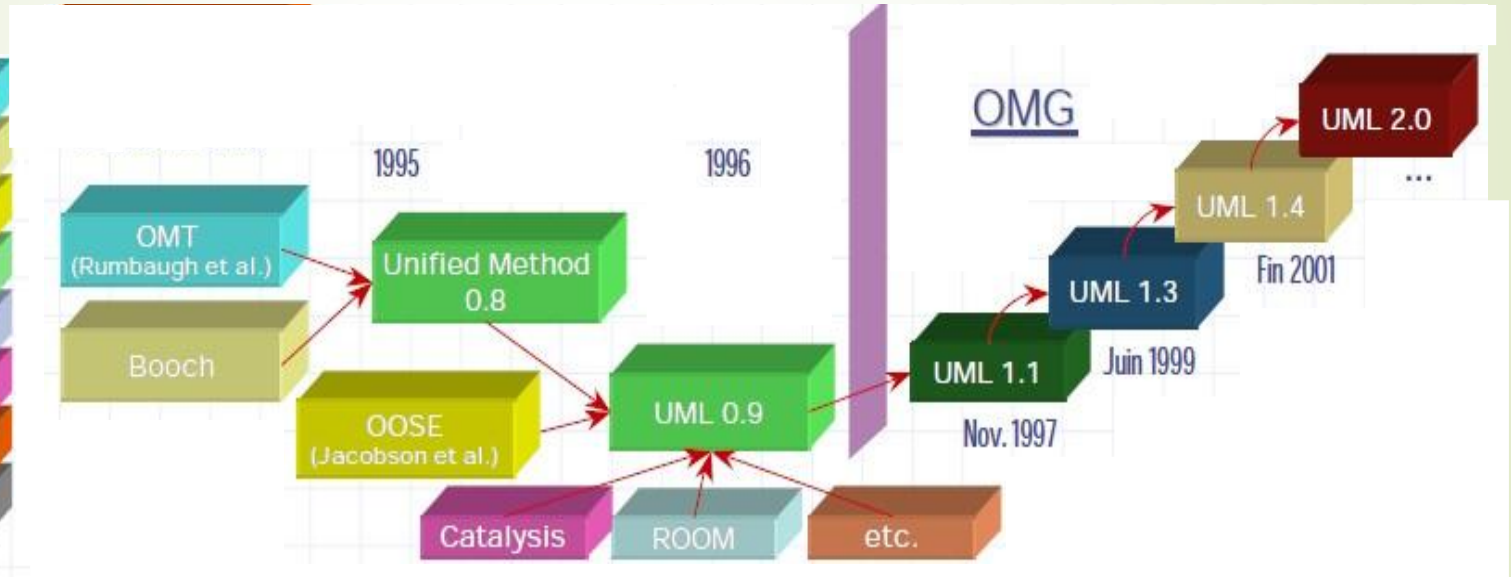 OMG
UML 2.0
...
1995
1996
UML 1.4
OMT
(Rumbaugh et al.)
Unified Method
0.8
Fin 2001
UML 1.3
Booch
Juin 1999
UML 1.1
UML 0.9
OOSE
(Jacobson et al.)
Nov. 1997
Catalysis
ROOM
etc.